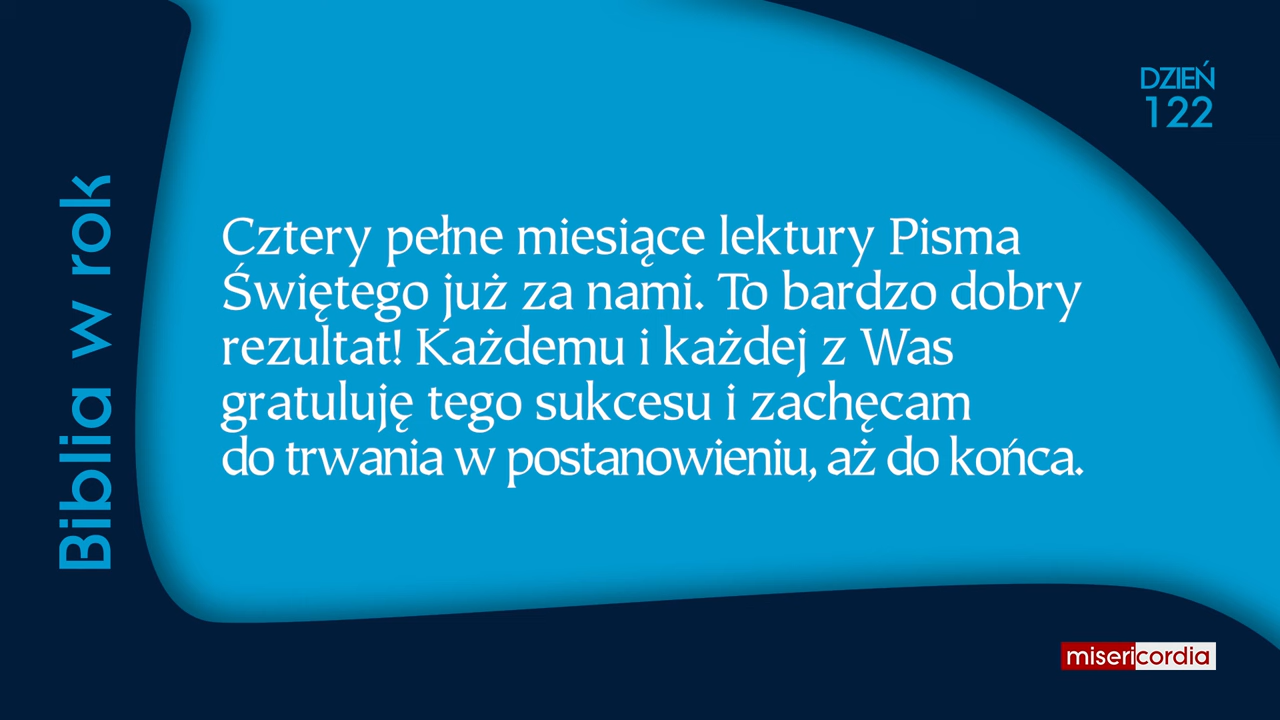 DZIEŃ
122
Biblia w rok
Cztery pełne miesiące lektury Pisma
Świętego już za nami. To bardzo dobry
rezultat! Każdemu i każdej z Was
gratuluję tego sukcesu i zachęcam
do trwania w postanowieniu, aż do końca.
misericordia